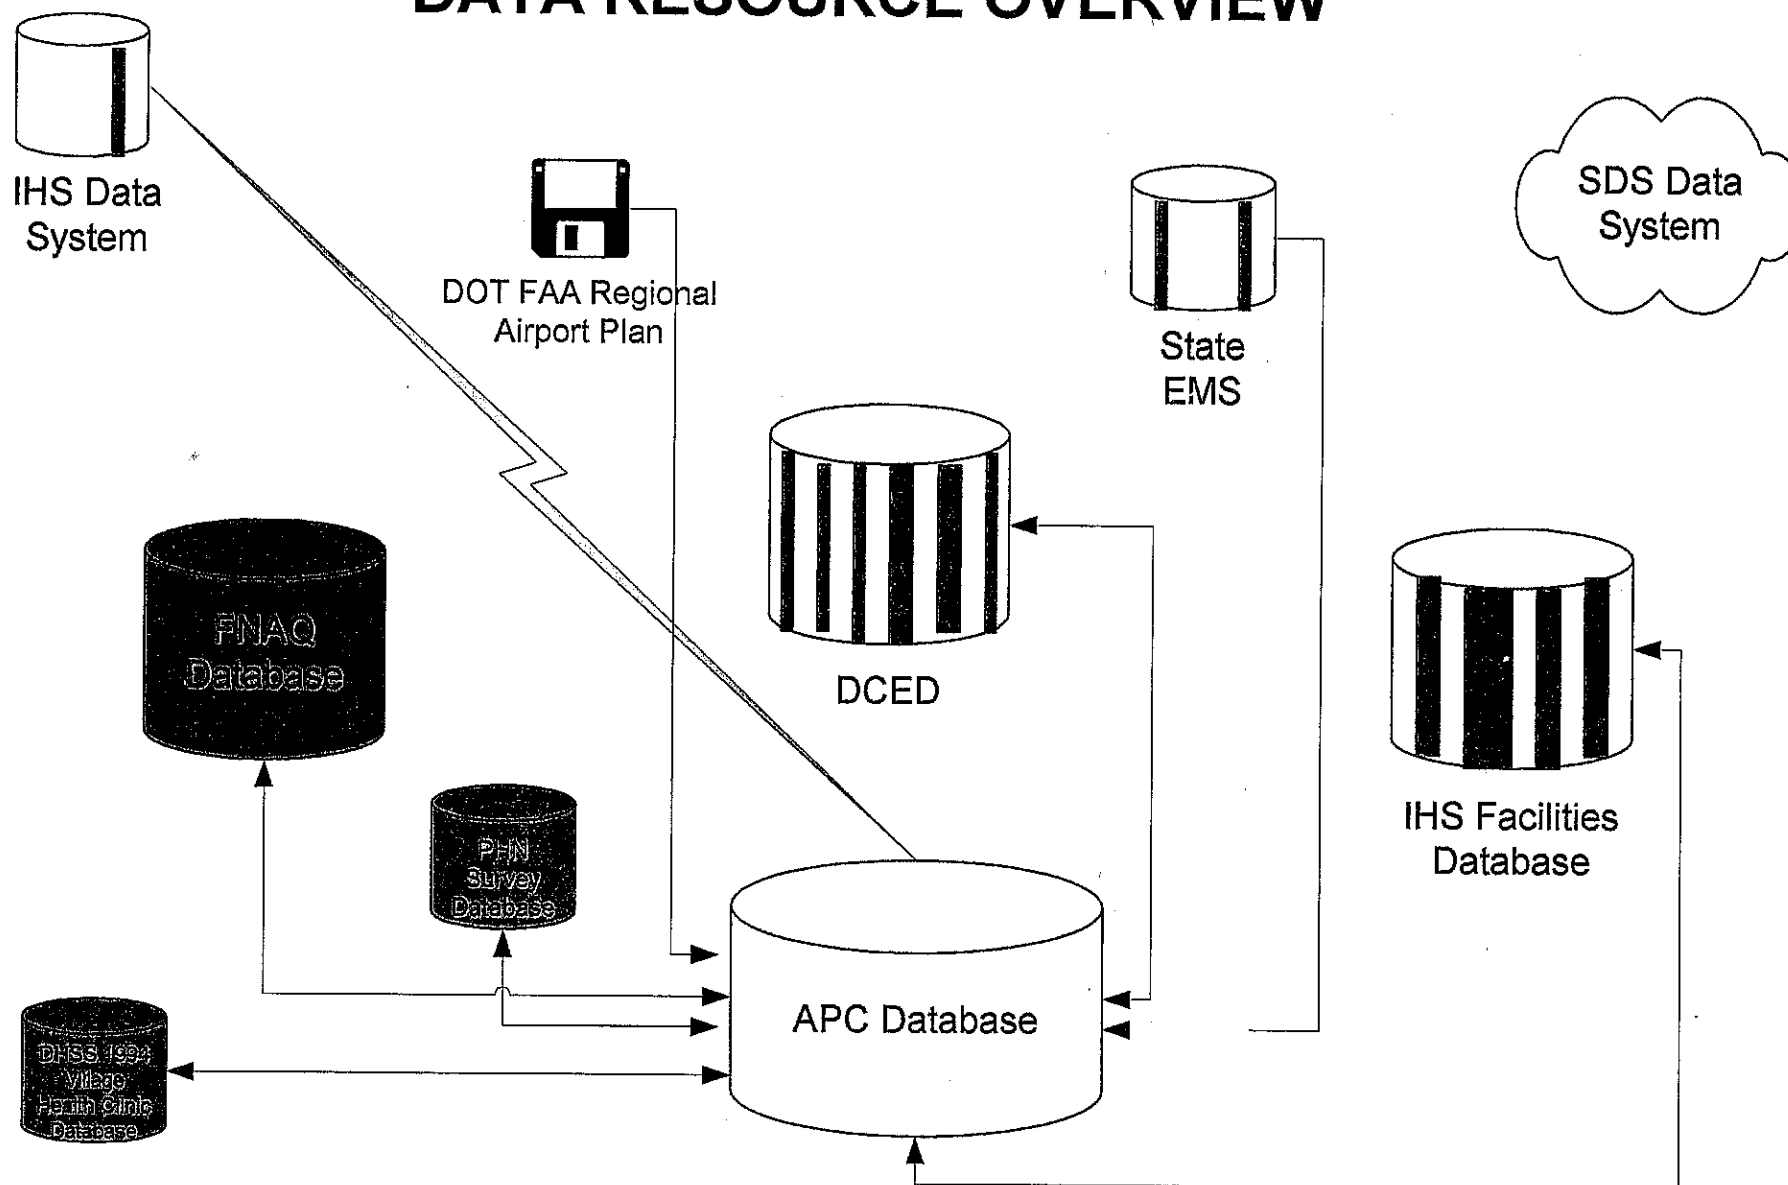 DATA RESOURCE OVERVIEW
IHS Data
System
DOT FAA Regional
Airport Plan
State
EMS
SDS Data
System
FNAQ
Database
DCED
IHS Facilities
Database
PHN
Survey
Database
APC Database
DHSS 1994
Village
Health Clinic
Database